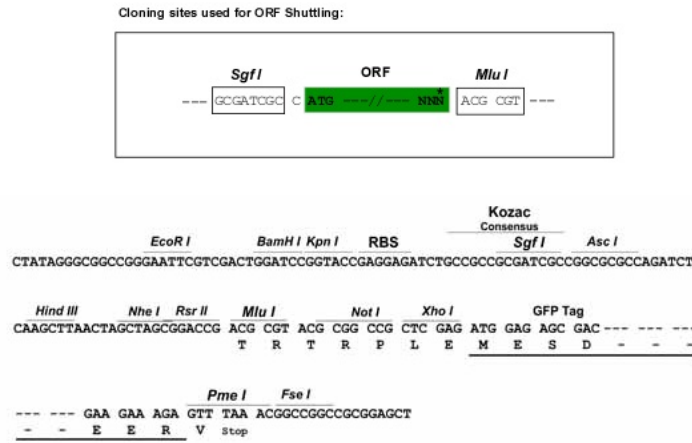 Cloning sites used for ORF Shuttling:
Sgf I ORF Mlu I
--- GCGATCGC C ATG ---//--- NNN* ACG CGT ---
Kozac
Consensus
EcoR I BamH I Kpn I RBS Sgf I Asc I
CTATAGGGCGGCCGGGAATTCGTCGACTGGATCCGGTACCGAGGAGATCTGCCGCCGCGATCGCCGGCGCGCCAGATCT
Hind III Nhe I Rsr II Mlu I Not I Xho I GFP Tag
CAAGCTTAACTAGCTAGCGGACCG ACG CGT ACG CGG CCG CTC GAG ATG GAG AGC GAC --- --- ---
T R T R P L E M E S D - - -
Pme I Fse I
--- --- GAA GAA AGA GTT TAA ACGGCCGGCCGCGGAGCT
- - E E R V Stop